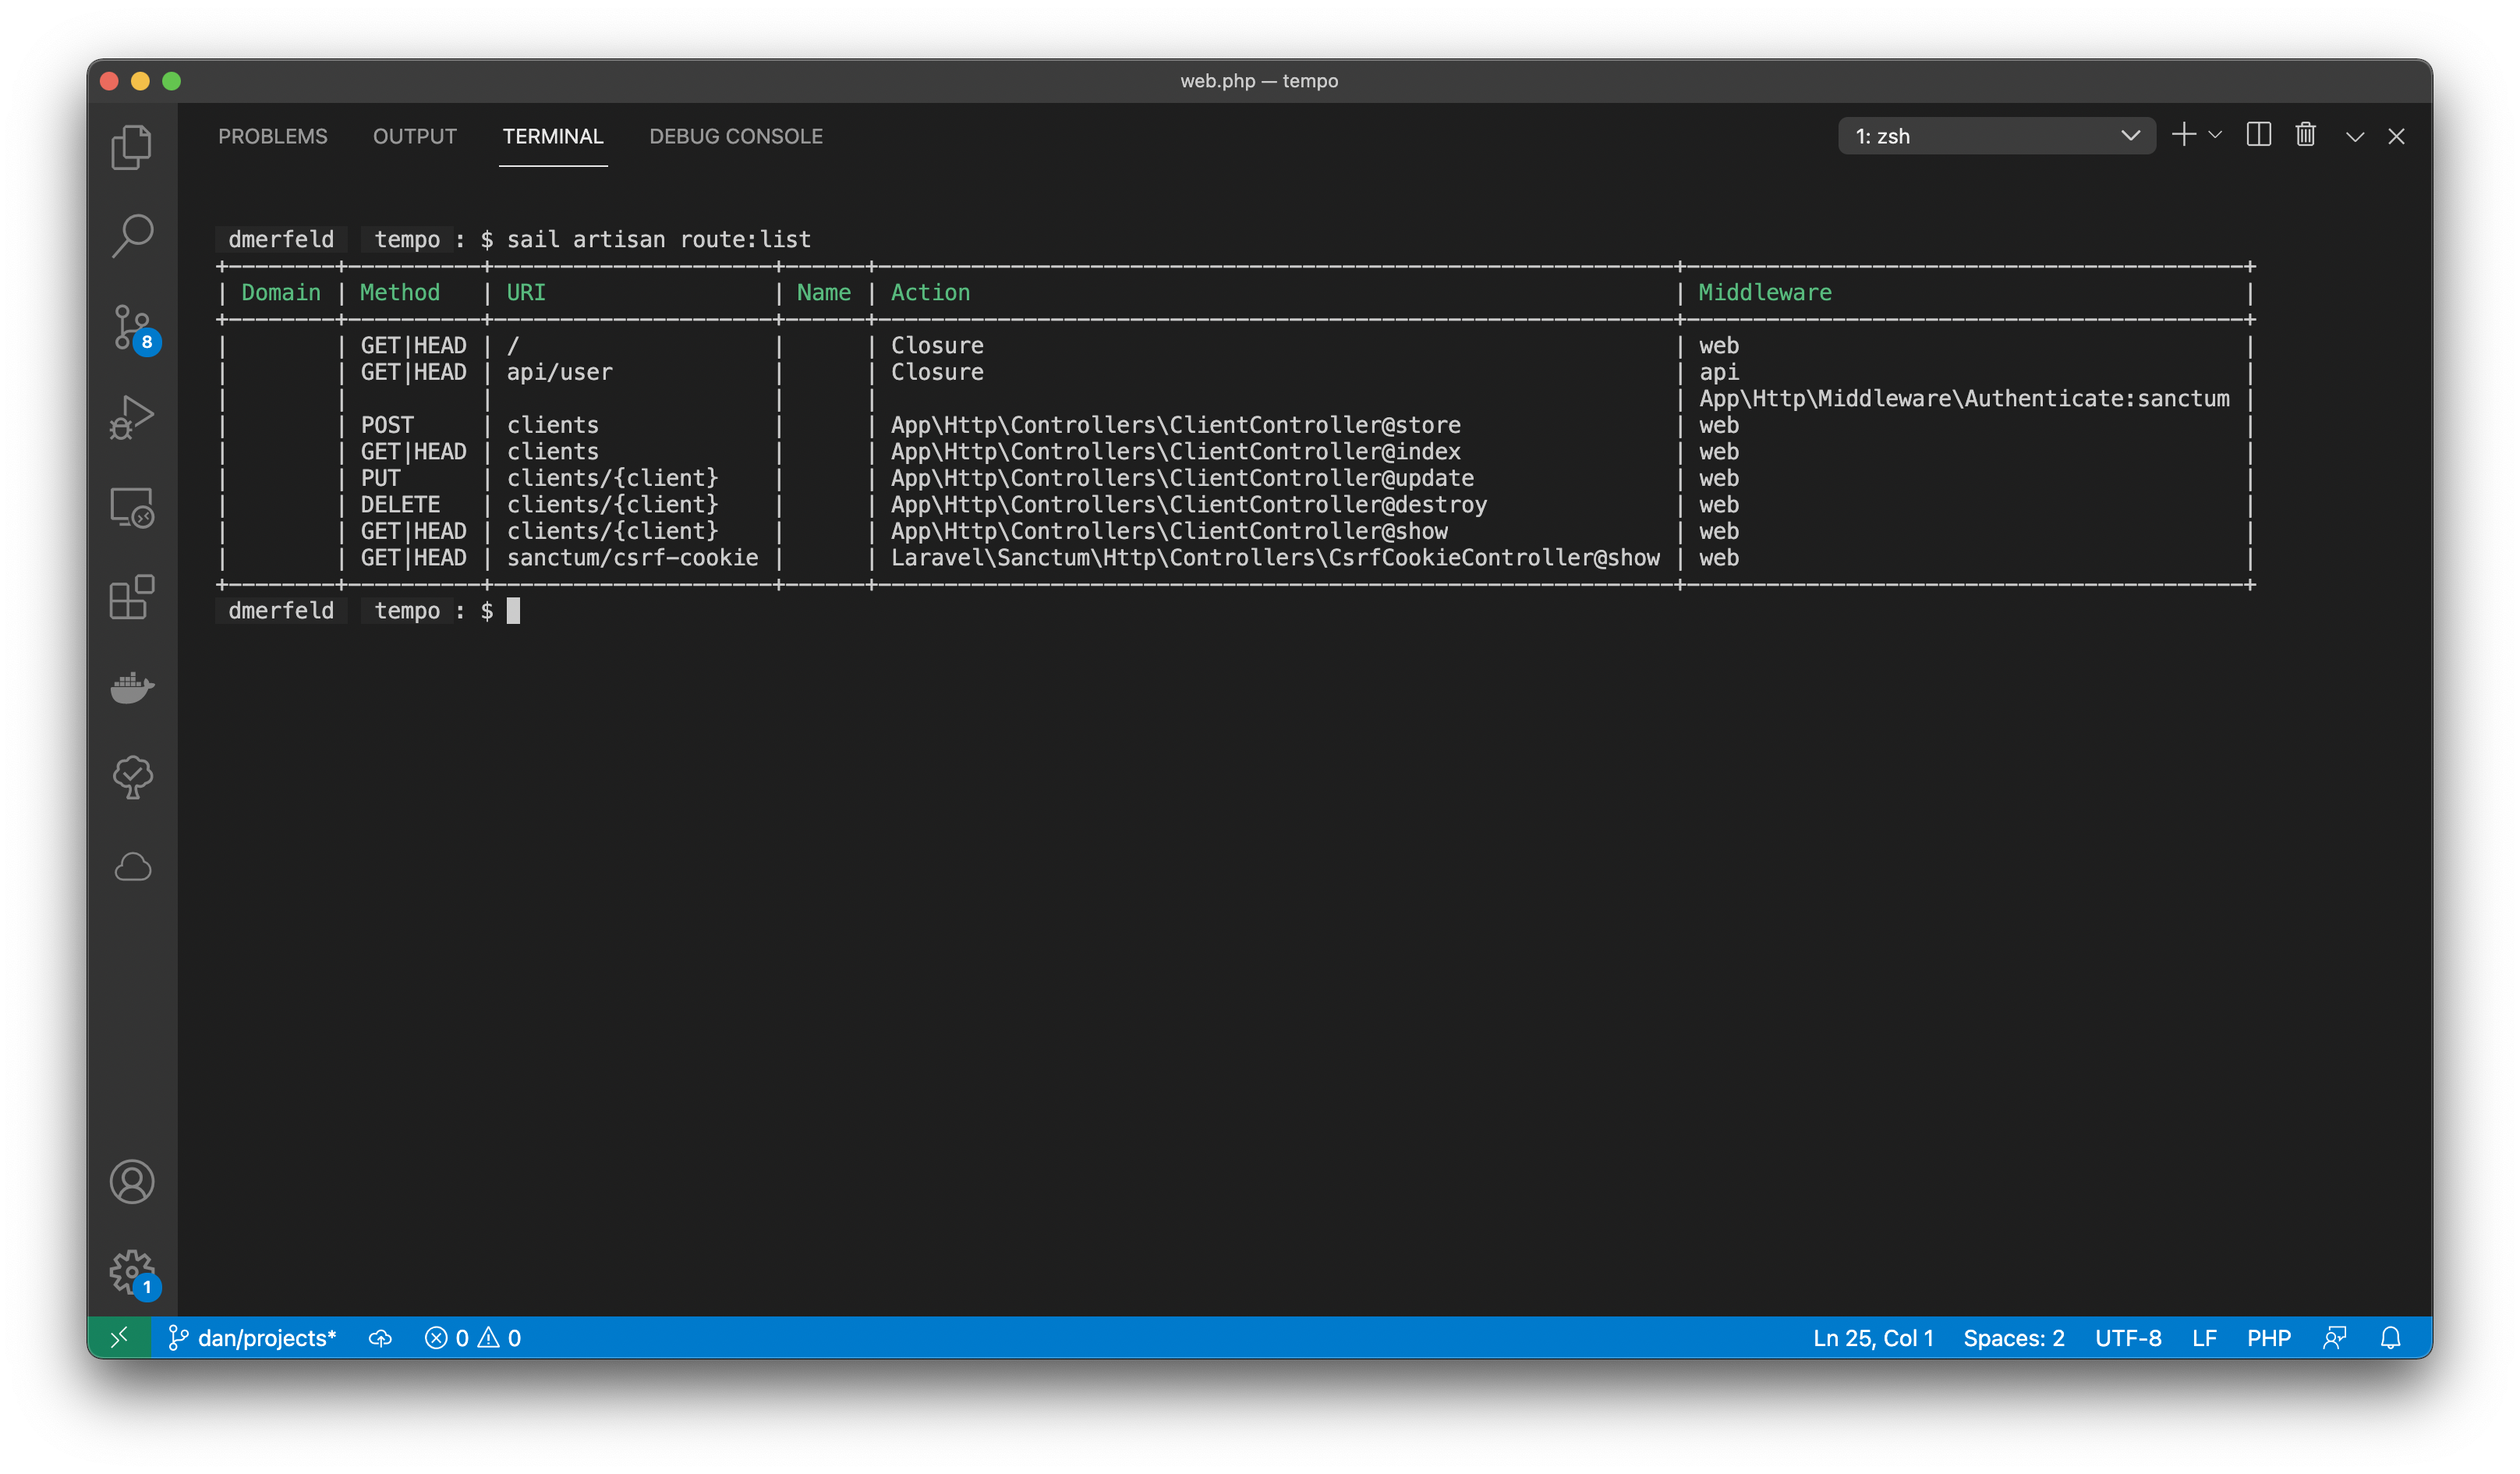 web.php — tempo
PROBLEMS OUTPUT TERMINAL DEBUG CONSOLE 1: zsh
dmerfeld tempo : $ sail artisan route:list
+--------+----------+---------------------+------+------------------------------------------------------------+------------------------------------------+
| Domain | Method   | URI                 | Name | Action                                                     | Middleware                               |
+--------+----------+---------------------+------+------------------------------------------------------------+------------------------------------------+
|        | GET|HEAD | /                   |      | Closure                                                    | web                                      |
|        | GET|HEAD | api/user            |      | Closure                                                    | api                                      |
|        |          |                     |      |                                                            | App\Http\Middleware\Authenticate:sanctum |
|        | POST     | clients             |      | App\Http\Controllers\ClientController@store                | web                                      |
|        | GET|HEAD | clients             |      | App\Http\Controllers\ClientController@index                | web                                      |
|        | PUT      | clients/{client}    |      | App\Http\Controllers\ClientController@update               | web                                      |
|        | DELETE   | clients/{client}    |      | App\Http\Controllers\ClientController@destroy              | web                                      |
|        | GET|HEAD | clients/{client}    |      | App\Http\Controllers\ClientController@show                 | web                                      |
|        | GET|HEAD | sanctum/csrf-cookie |      | Laravel\Sanctum\Http\Controllers\CsrfCookieController@show | web                                      |
+--------+----------+---------------------+------+------------------------------------------------------------+------------------------------------------+
dmerfeld tempo : $
8
1
dan/projects* 0 0 Ln 25, Col 1 Spaces: 2 UTF-8 LF PHP